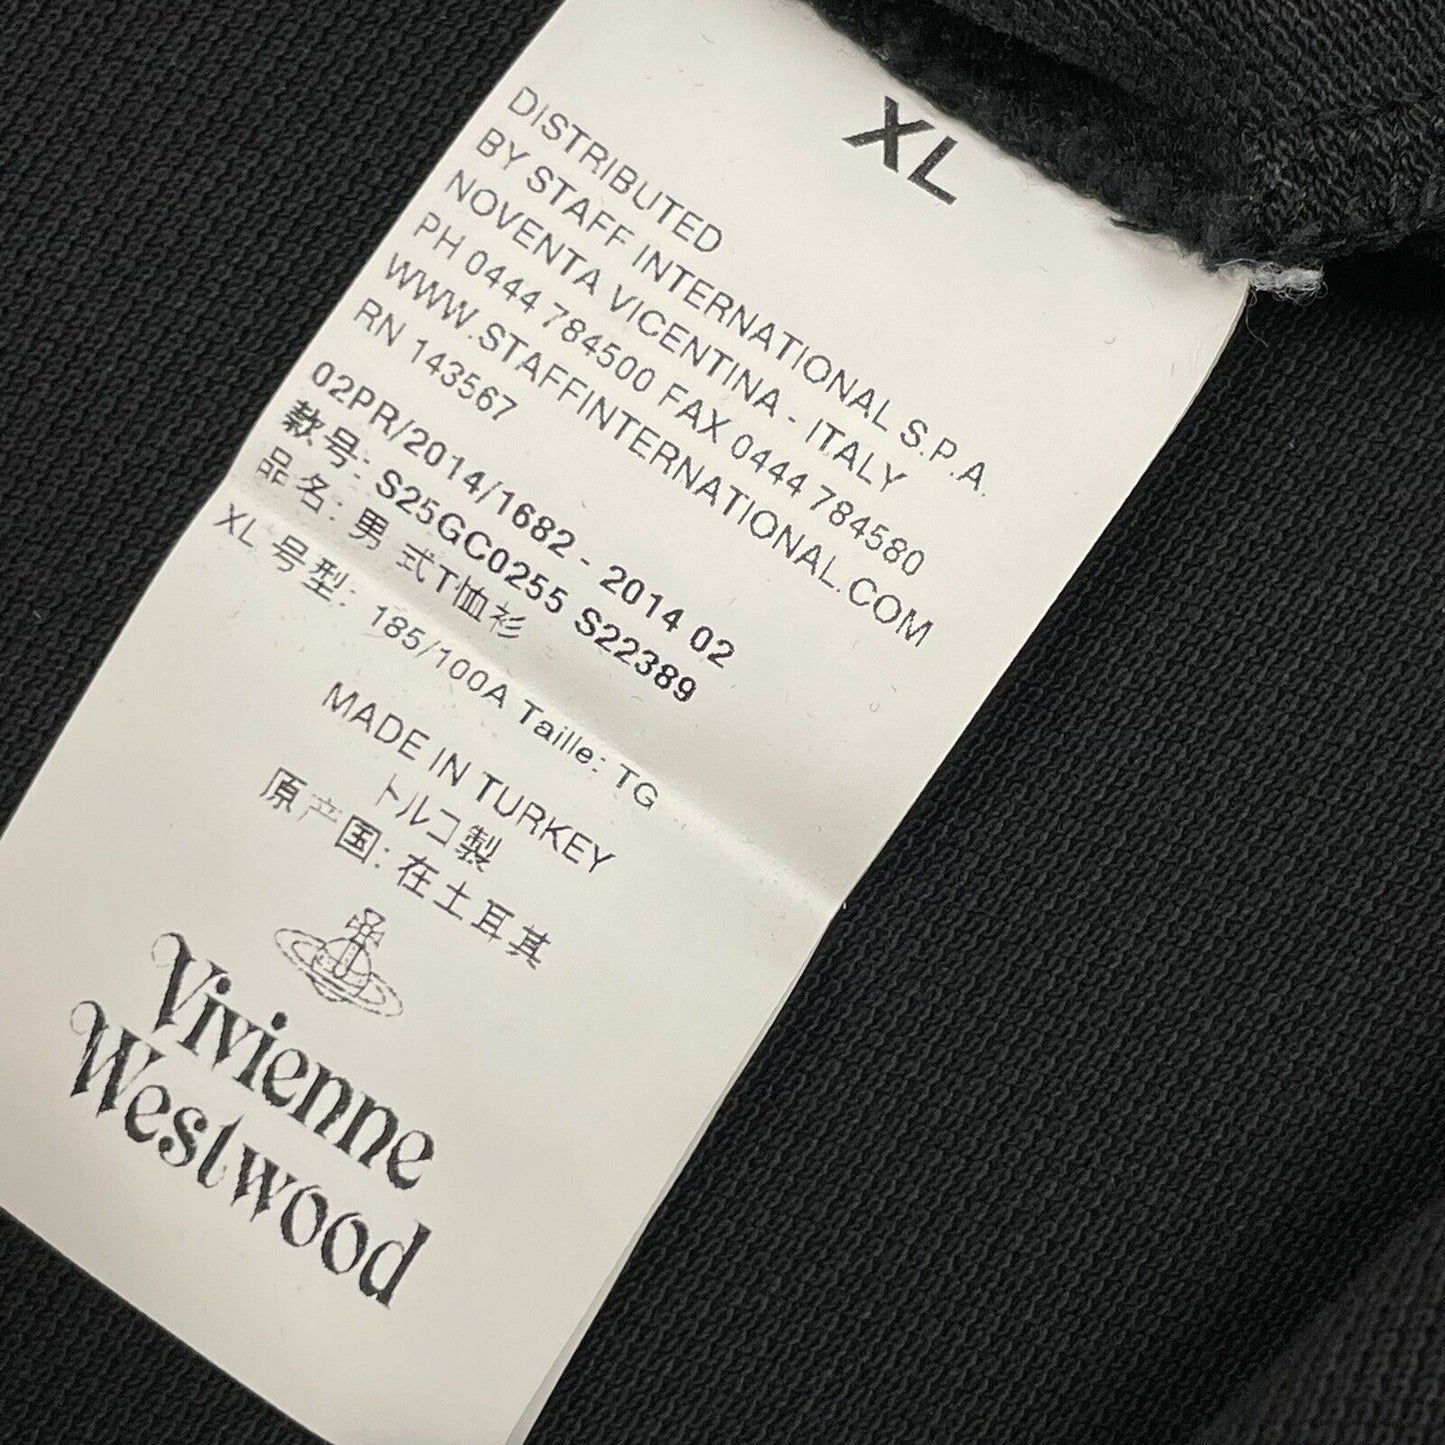 XL
DISTRIBUTED
BY STAFF INTERNATIONAL S.P.A.
NOVENTA VICENTINA - ITALY
PH 0444 784500 FAX 0444 784580
WWW.STAFFINTERNATIONAL.COM
RN 143567
02PR/2014/1682 - 2014 02
款号: S25GC0255 S22389
品名: 男式T恤衫
XL 号型: 185/100A Taille: TG
MADE IN TURKEY
トルコ製
原产国: 在土耳其
Vivienne
Westwood